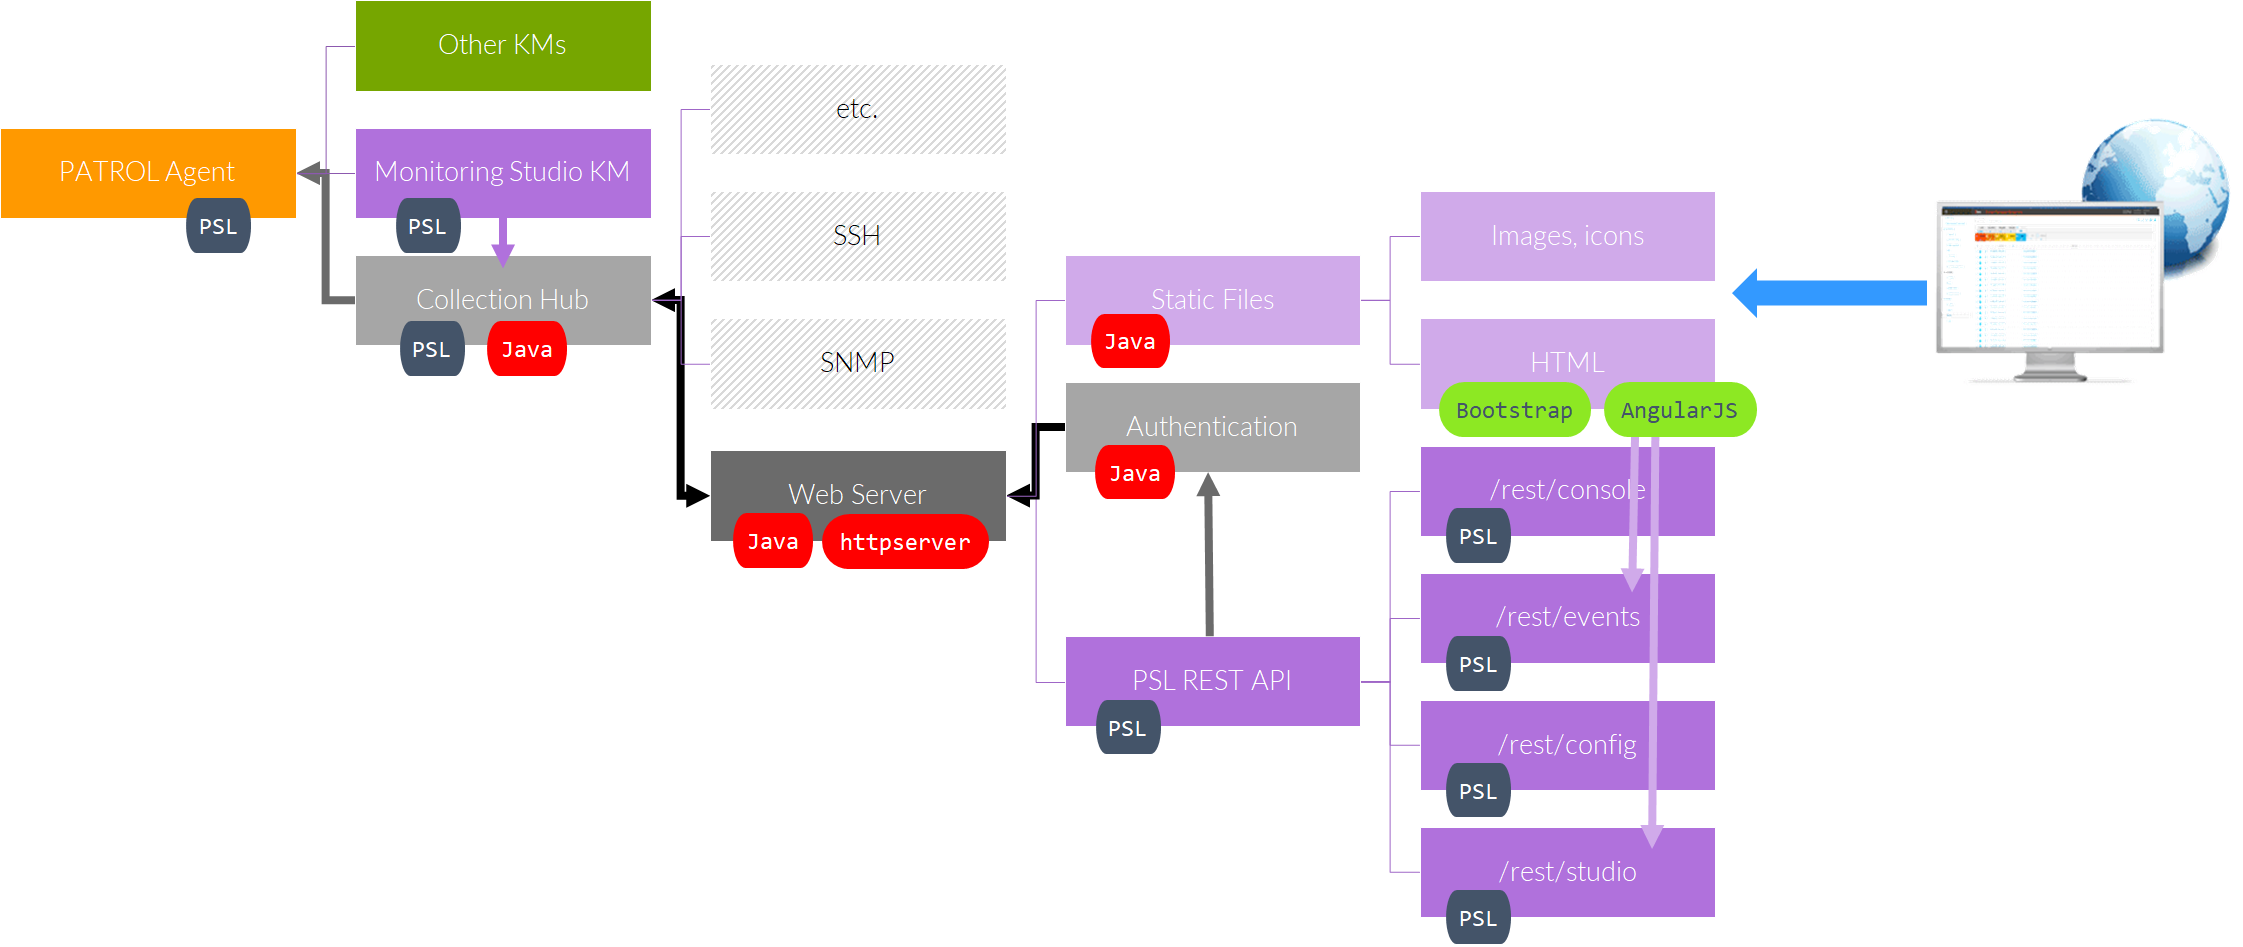 Other KMs
PATROL Agent
PSL
Monitoring Studio KM
PSL
Collection Hub
PSL
Java
etc.
SSH
SNMP
Web Server
Java
httpserver
Static Files
Java
Authentication
Java
PSL REST API
PSL
Images, icons
HTML
Bootstrap
AngularJS
/rest/console
PSL
/rest/events
PSL
/rest/config
PSL
/rest/studio
PSL